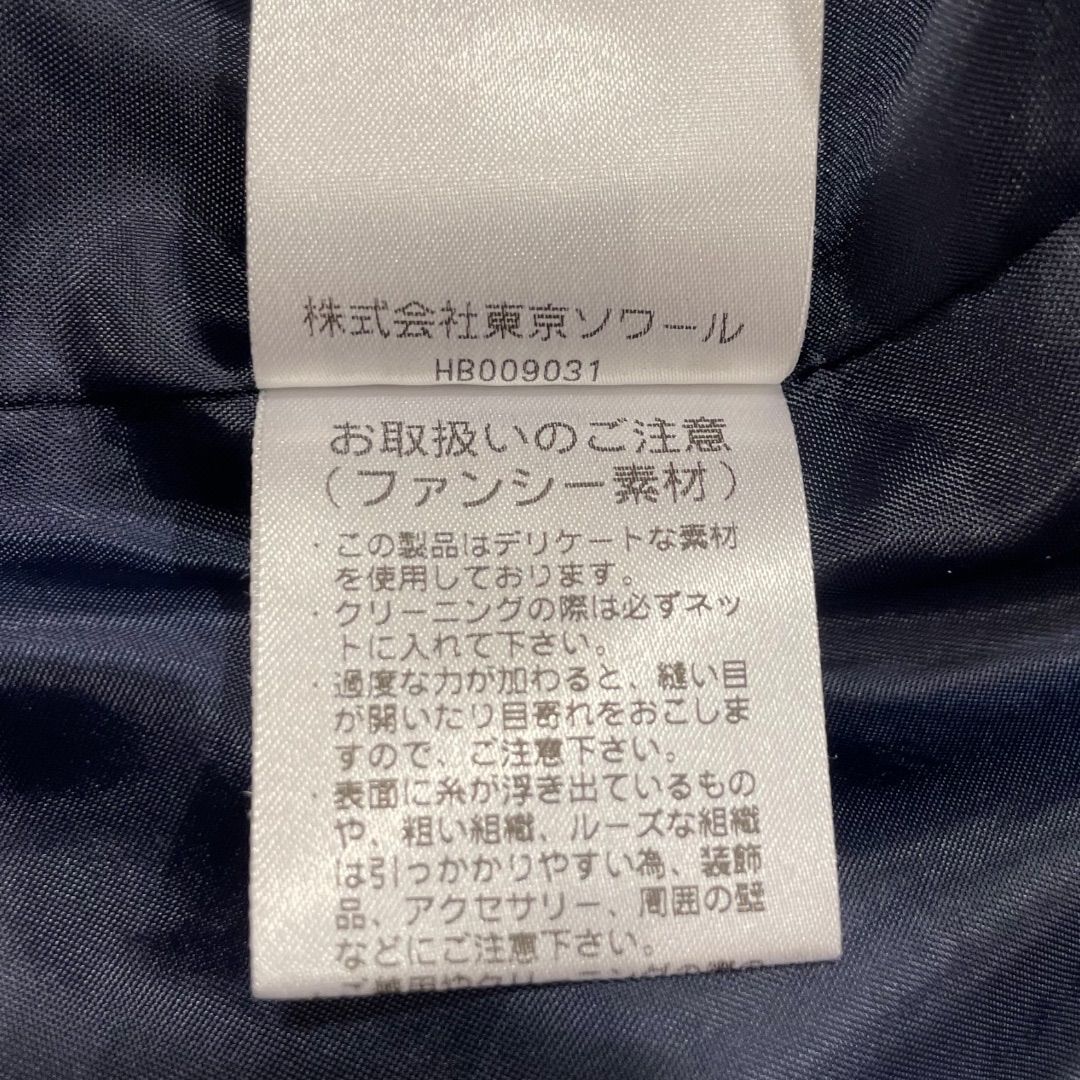 株式会社東京ソワール
HB009031
お取扱いのご注意
(ファンシー素材)
・この製品はデリケートな素材
を使用しております。
・クリーニングの際は必ずネッ
トに入れて下さい。
・過度な力が加わると、縫い目
が開いたり目寄れをおこしま
すので、ご注意下さい。
・表面に糸が浮き出ているもの
や、粗い組織、ルーズな組織
は引っかかりやすい為、装飾
品、アクセサリー、周囲の壁
などにご注意下さい。